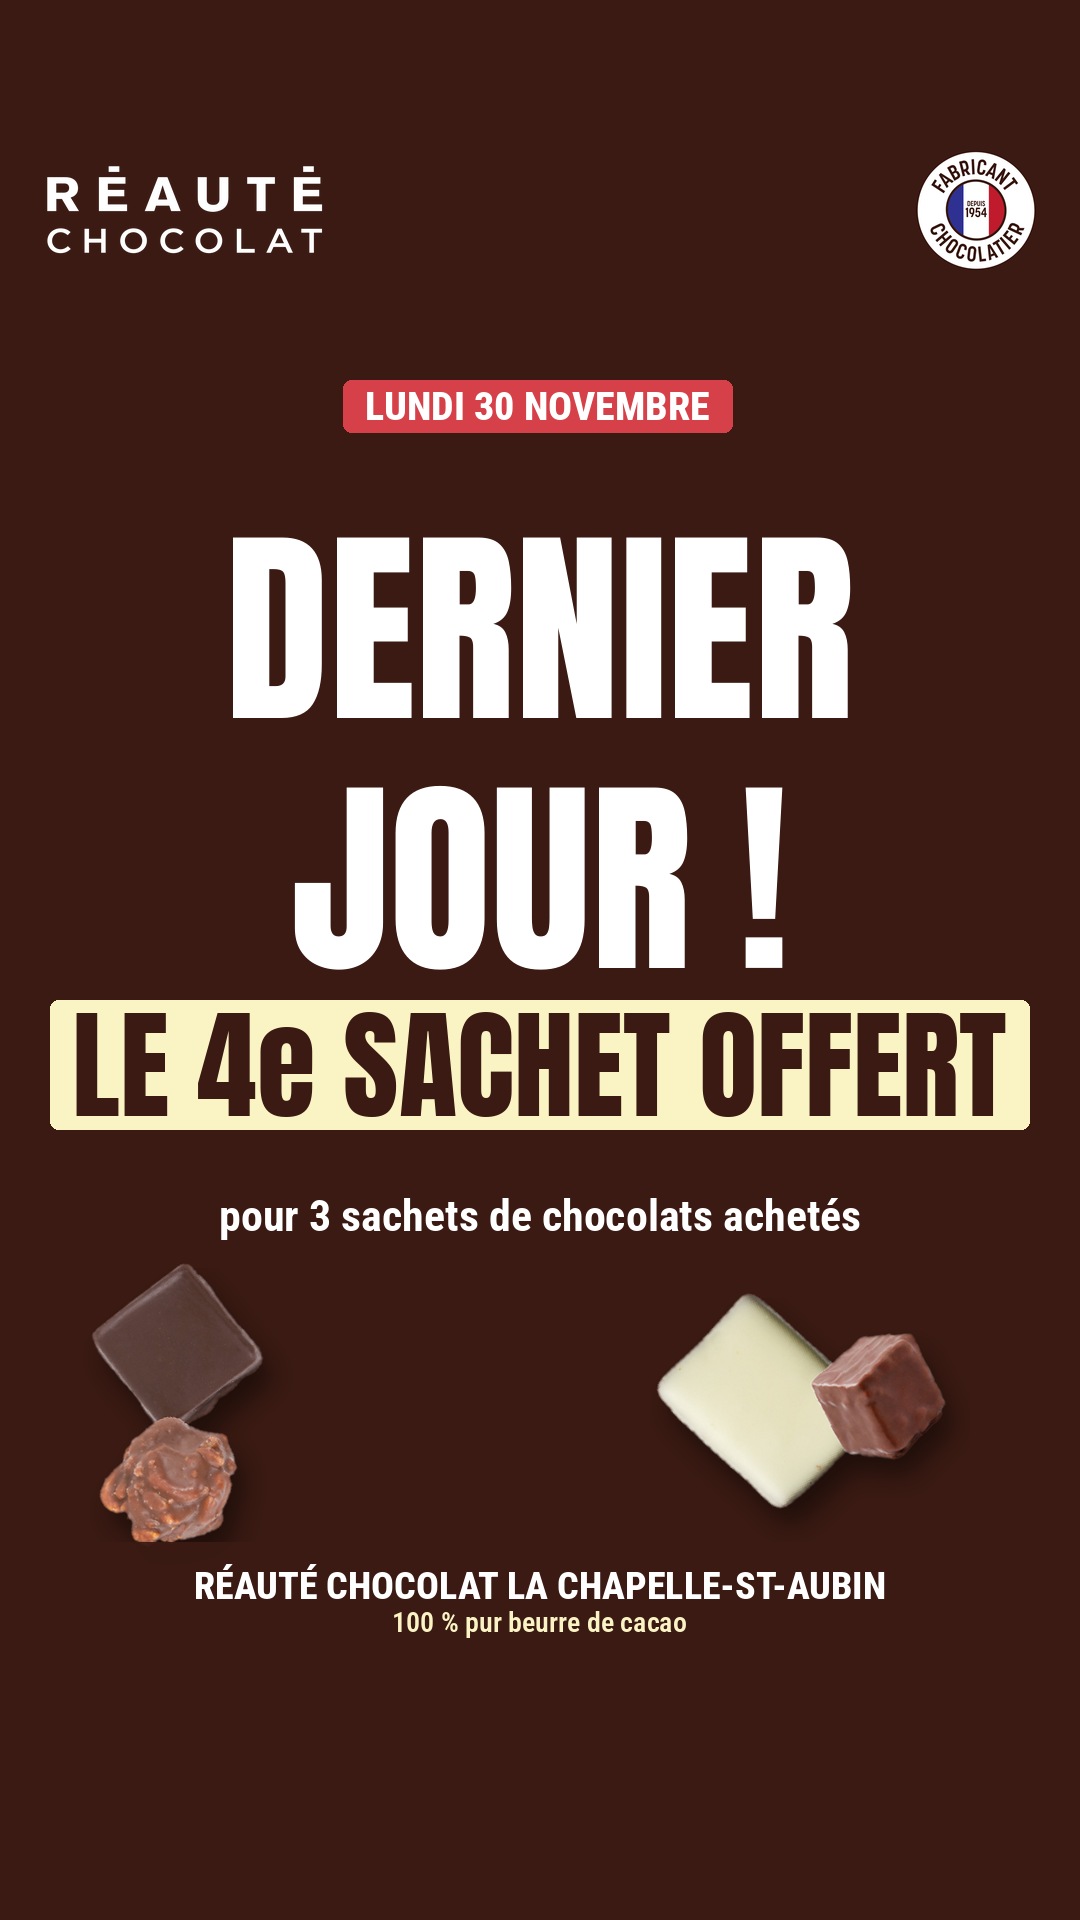 RÉAUTÉ
CHOCOLAT
FABRICANT
DEPUIS
1954
CHOCOLATIER
LUNDI 30 NOVEMBRE
DERNIER
JOUR !
LE 4e SACHET OFFERT
pour 3 sachets de chocolats achetés
RÉAUTÉ CHOCOLAT LA CHAPELLE-ST-AUBIN
100 % pur beurre de cacao